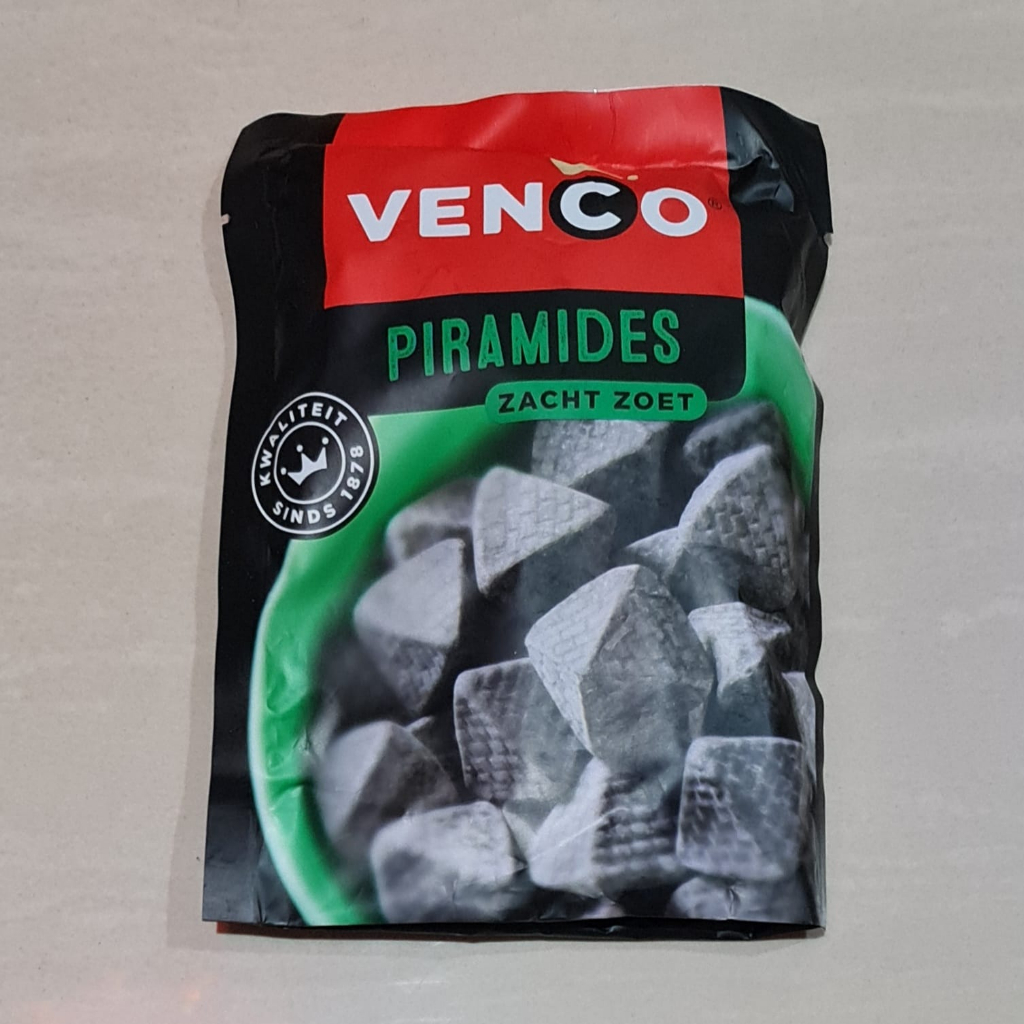 VENCO®
PIRAMIDES
ZACHT ZOET
KWALITEIT
SINDS 1878